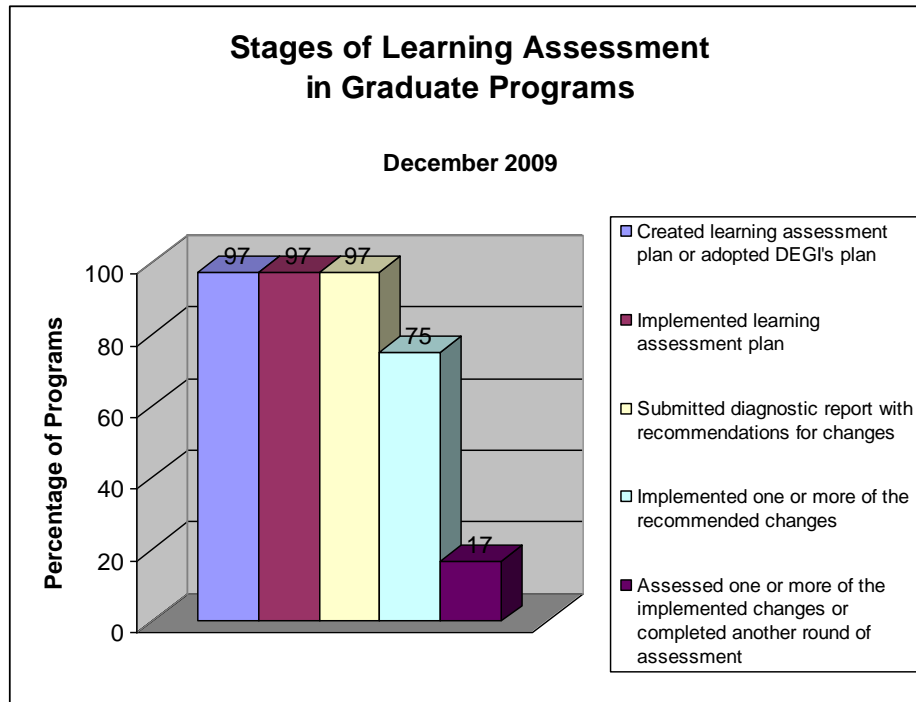 Stages of Learning Assessment
in Graduate Programs
December 2009
Percentage of Programs
100
80
60
40
20
0
97
97
97
75
17
Created learning assessment
plan or adopted DEGI's plan
Implemented learning
assessment plan
Submitted diagnostic report with
recommendations for changes
Implemented one or more of the
recommended changes
Assessed one or more of the
implemented changes or
completed another round of
assessment